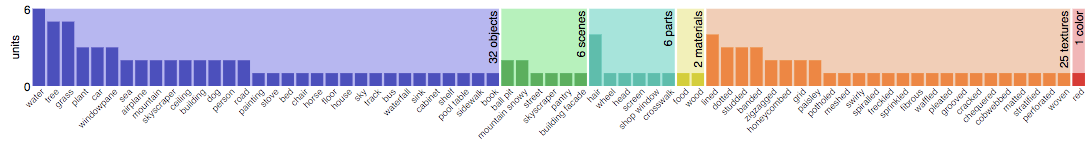 6
units
0
32 objects
6 scenes
6 parts
2 materials
25 textures
1 color
water
tree
grass
plant
car
windowpane
sea
airplane
mountain
skyscraper
ceiling
building
dog
person
road
painting
stove
bed
chair
horse
floor
house
sky
track
bus
waterfall
sink
cabinet
shelf
pool table
sidewalk
book
ball pit
mountain snowy
street
skyscraper
pantry
building facade
hair
wheel
head
screen
shop window
crosswalk
food
wood
lined
dotted
studded
banded
zigzagged
honeycombed
grid
paisley
potholed
meshed
swirly
spiralled
freckled
sprinkled
fibrous
waffled
pleated
grooved
cracked
chequered
cobwebbed
matted
stratified
perforated
woven
red